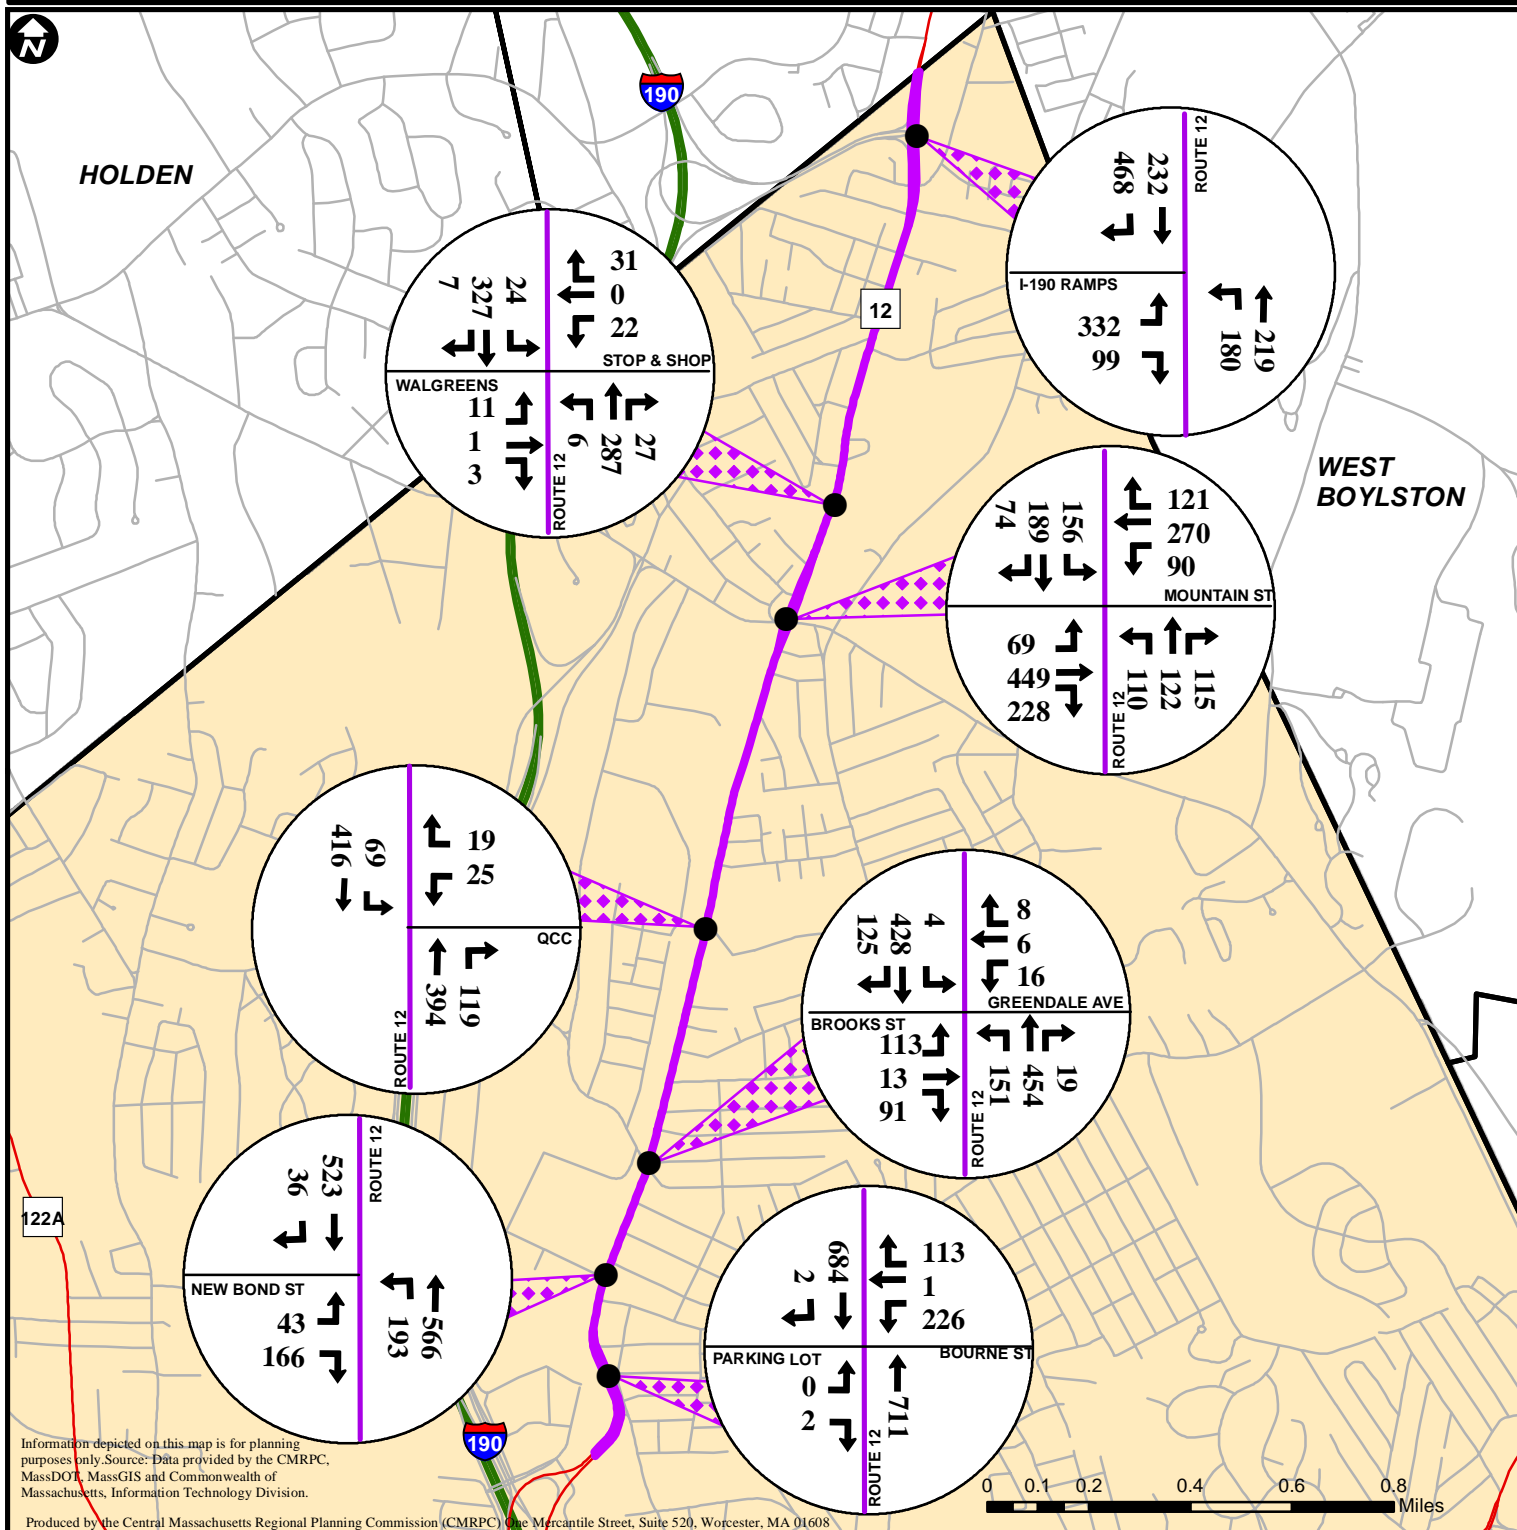 N
190
HOLDEN
ROUTE 12
468
232
I-190 RAMPS
332
99
180
219
7
327
24
31
0
22
STOP & SHOP
WALGREENS
11
1
3
6
287
27
ROUTE 12
12
WEST
BOYLSTON
74
189
156
121
270
90
MOUNTAIN ST
69
449
228
110
122
115
ROUTE 12
416
69
19
25
QCC
394
119
ROUTE 12
125
428
4
8
6
16
GREENDALE AVE
BROOKS ST
113
13
91
151
454
19
ROUTE 12
122A
ROUTE 12
36
523
NEW BOND ST
43
166
193
566
2
684
113
1
226
BOURNE ST
PARKING LOT
0
2
711
ROUTE 12
190
Information depicted on this map is for planning
purposes only.Source: Data provided by the CMRPC,
MassDOT, MassGIS and Commonwealth of
Massachusetts, Information Technology Division.
0 0.1 0.2 0.4 0.6 0.8
Miles
Produced by the Central Massachusetts Regional Planning Commission (CMRPC) One Mercantile Street, Suite 520, Worcester, MA 01608